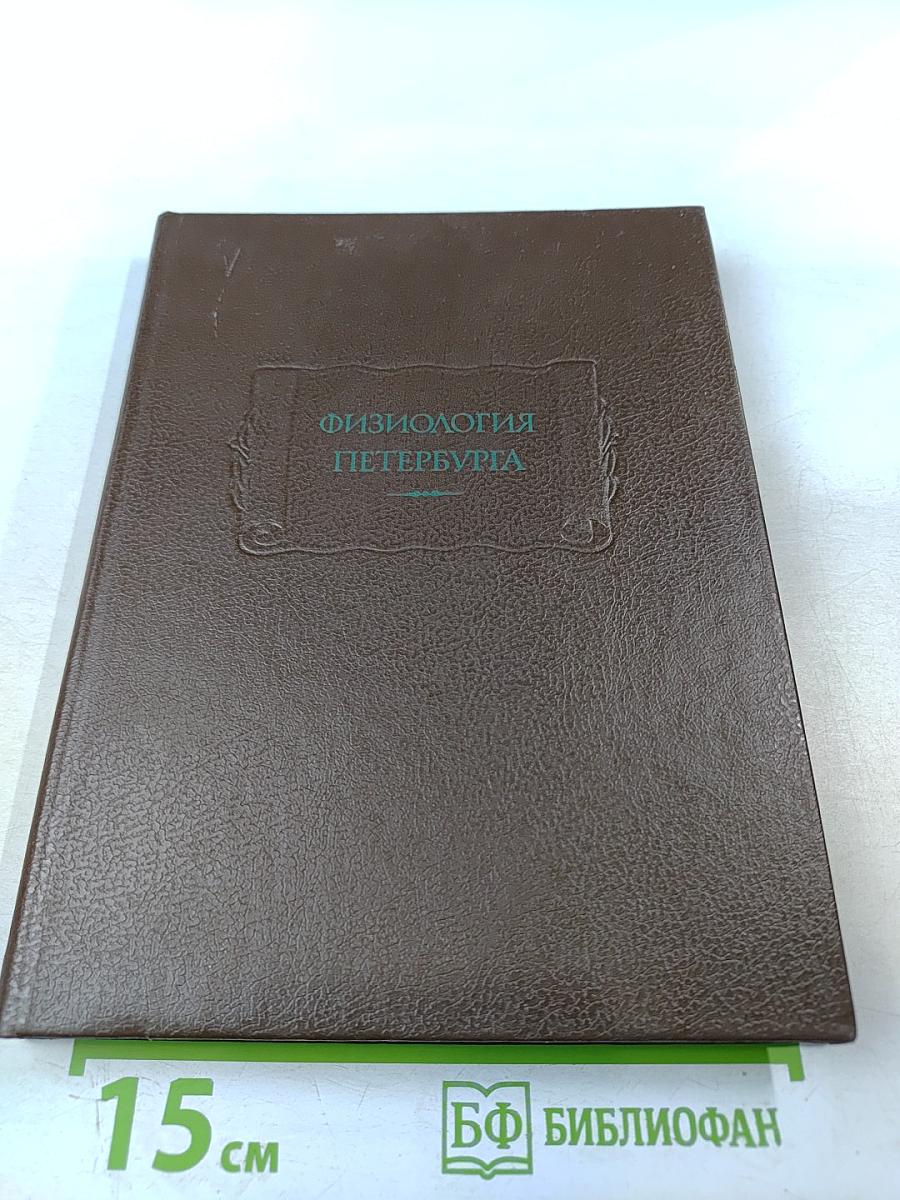 ФИЗИОЛОГИЯ
ПЕТЕРБУРГА
15 см
БФ БИБЛИОФАН